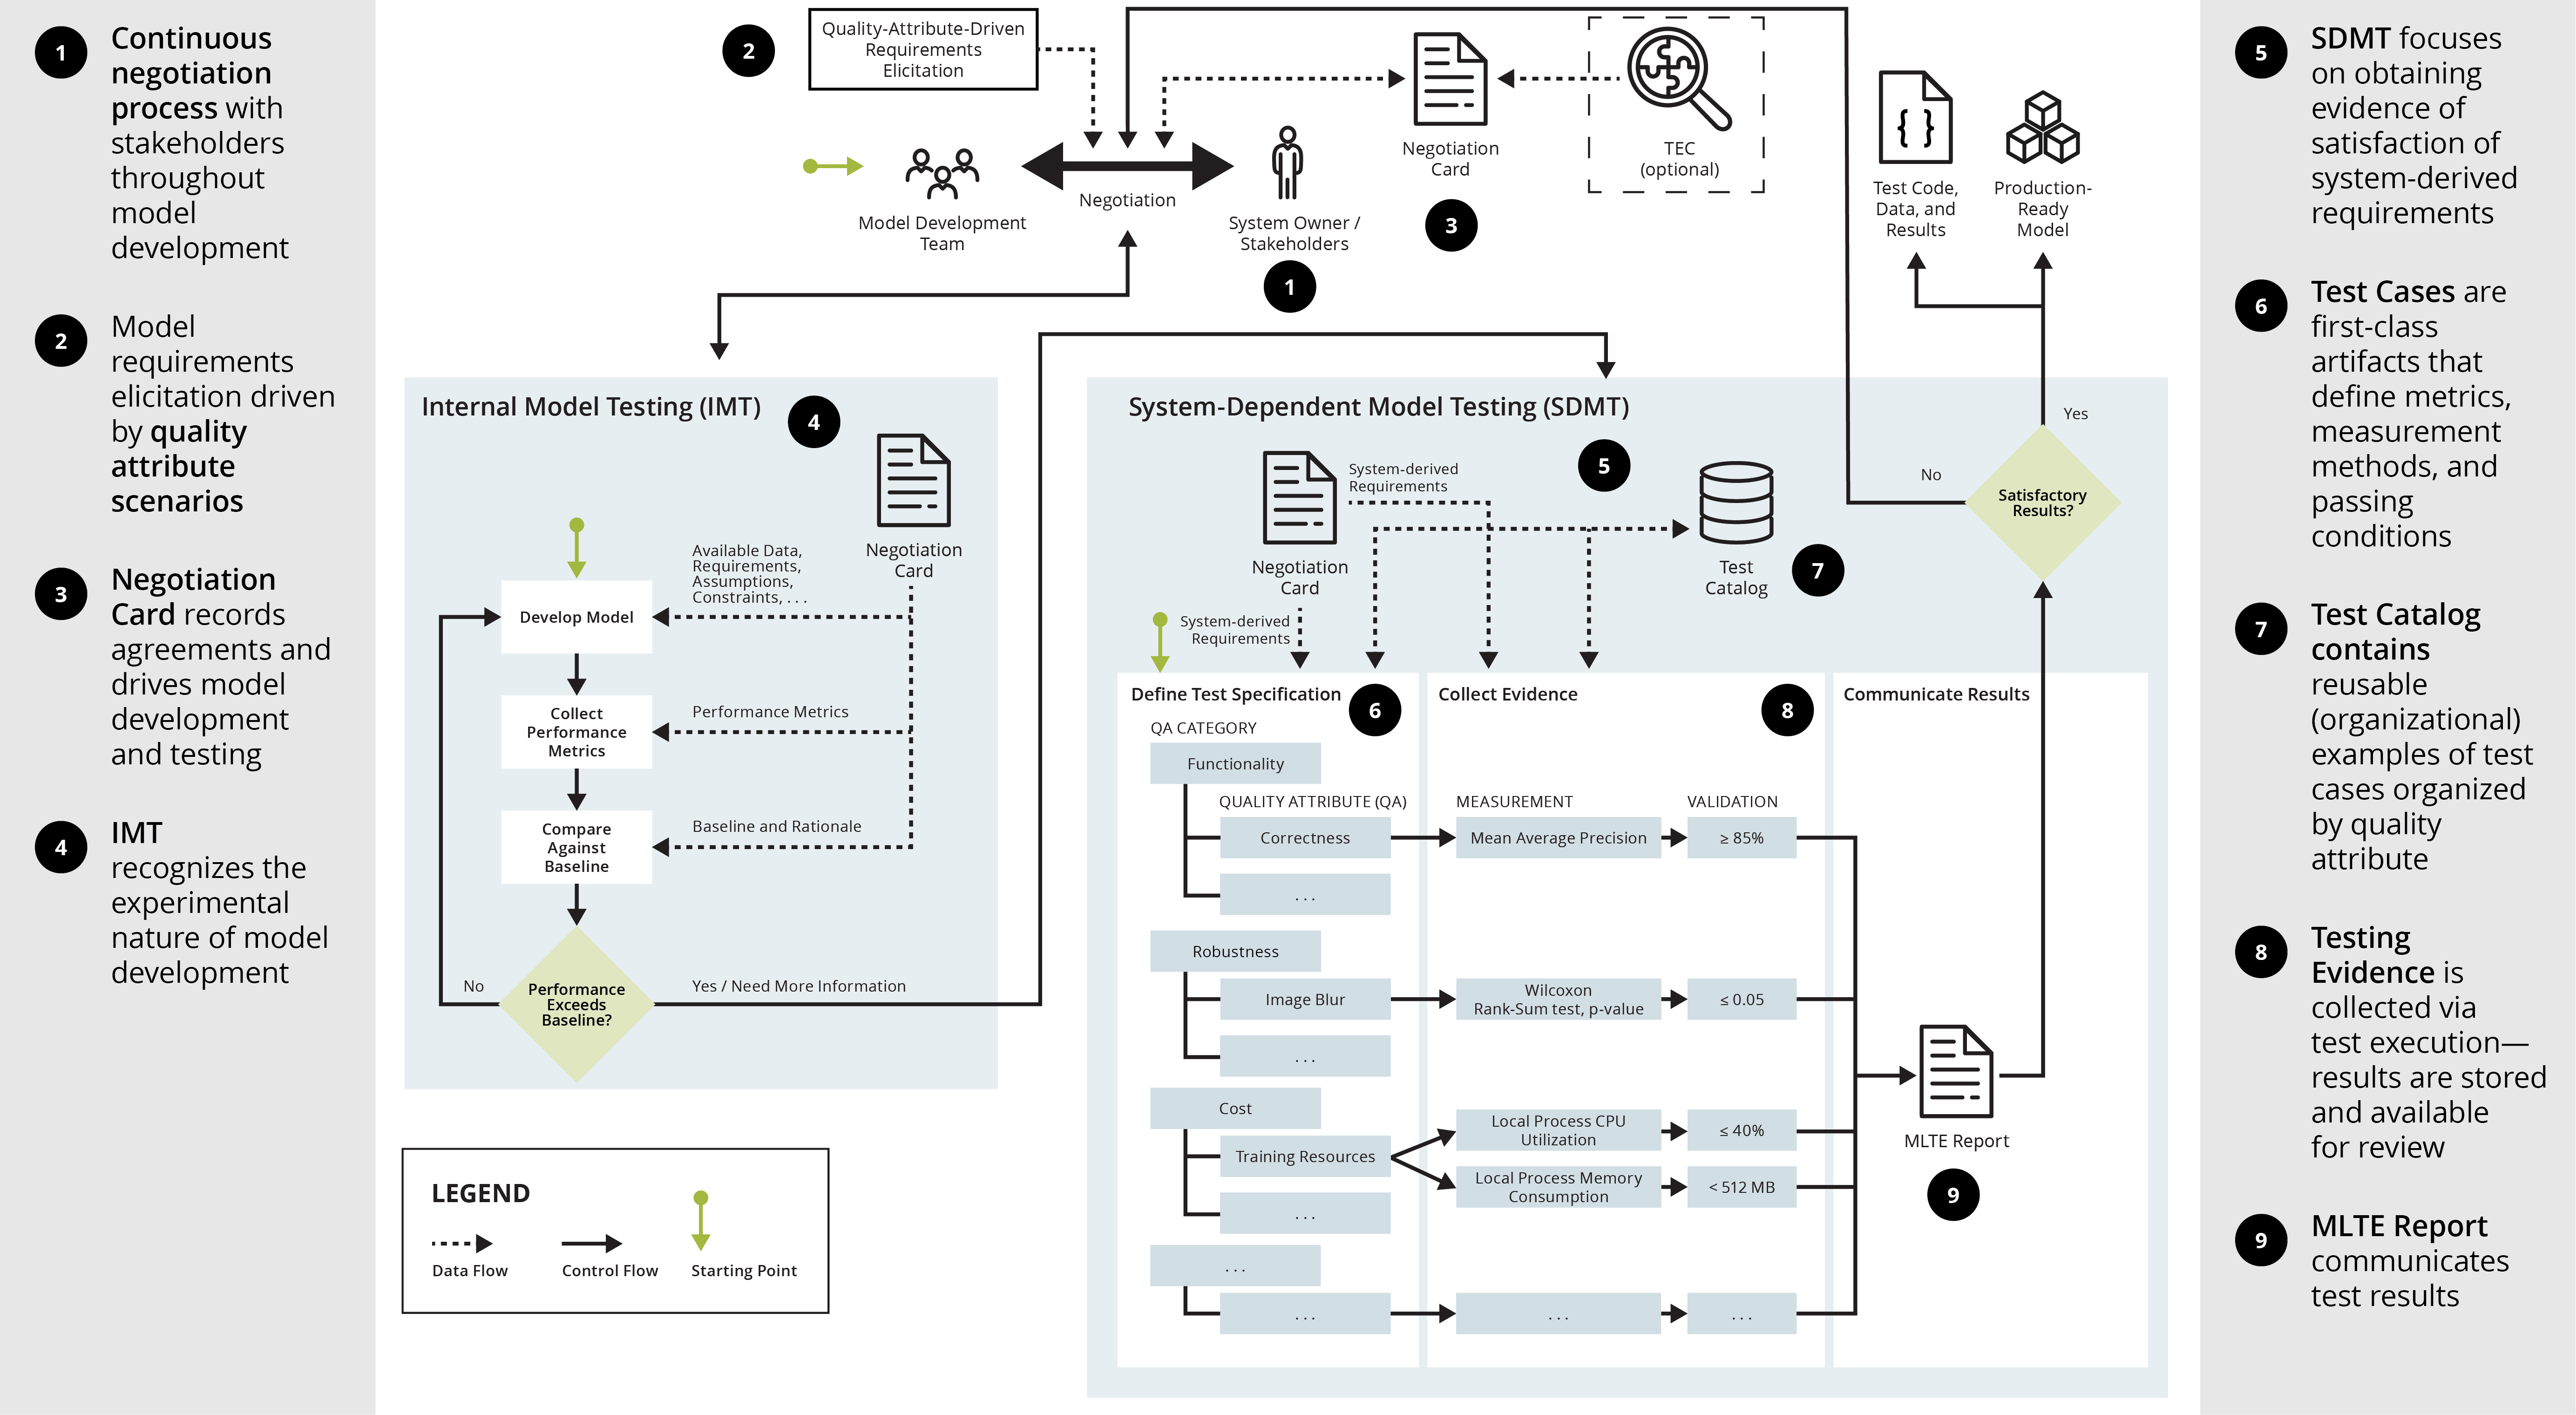 1
Continuous
negotiation
process with
stakeholders
throughout
model
development
2
Model
requirements
elicitation driven
by quality
attribute
scenarios
3
Negotiation
Card records
agreements and
drives model
development
and testing
4
IMT
recognizes the
experimental
nature of model
development
2
Quality-Attribute-Driven
Requirements
Elicitation
Model Development
Team
Negotiation
System Owner /
Stakeholders
1
Negotiation
Card
3
TEC
(optional)
{ }
Test Code,
Data, and
Results
Production-
Ready
Model
Internal Model Testing (IMT)
4
Negotiation
Card
Available Data,
Requirements,
Assumptions,
Constraints, . . .
Develop Model
Collect
Performance
Metrics
Performance Metrics
Compare
Against
Baseline
Baseline and Rationale
No
Performance
Exceeds
Baseline?
Yes / Need More Information
LEGEND
Data Flow
Control Flow
Starting Point
System-Dependent Model Testing (SDMT)
5
Negotiation
Card
System-derived
Requirements
System-derived
Requirements
Test
Catalog
7
Yes
No
Satisfactory
Results?
Define Test Specification
6
QA CATEGORY
Functionality
QUALITY ATTRIBUTE (QA)
Correctness
. . .
Robustness
Image Blur
. . .
Cost
Training Resources
. . .
. . .
. . .
Collect Evidence
8
MEASUREMENT
VALIDATION
Mean Average Precision
≥ 85%
Wilcoxon
Rank-Sum test, p-value
≤ 0.05
Local Process CPU
Utilization
≤ 40%
Local Process Memory
Consumption
< 512 MB
. . .
. . .
Communicate Results
MLTE Report
9
5
SDMT focuses
on obtaining
evidence of
satisfaction of
system-derived
requirements
6
Test Cases are
first-class
artifacts that
define metrics,
measurement
methods, and
passing
conditions
7
Test Catalog
contains
reusable
(organizational)
examples of test
cases organized
by quality
attribute
8
Testing
Evidence is
collected via
test execution—
results are stored
and available
for review
9
MLTE Report
communicates
test results